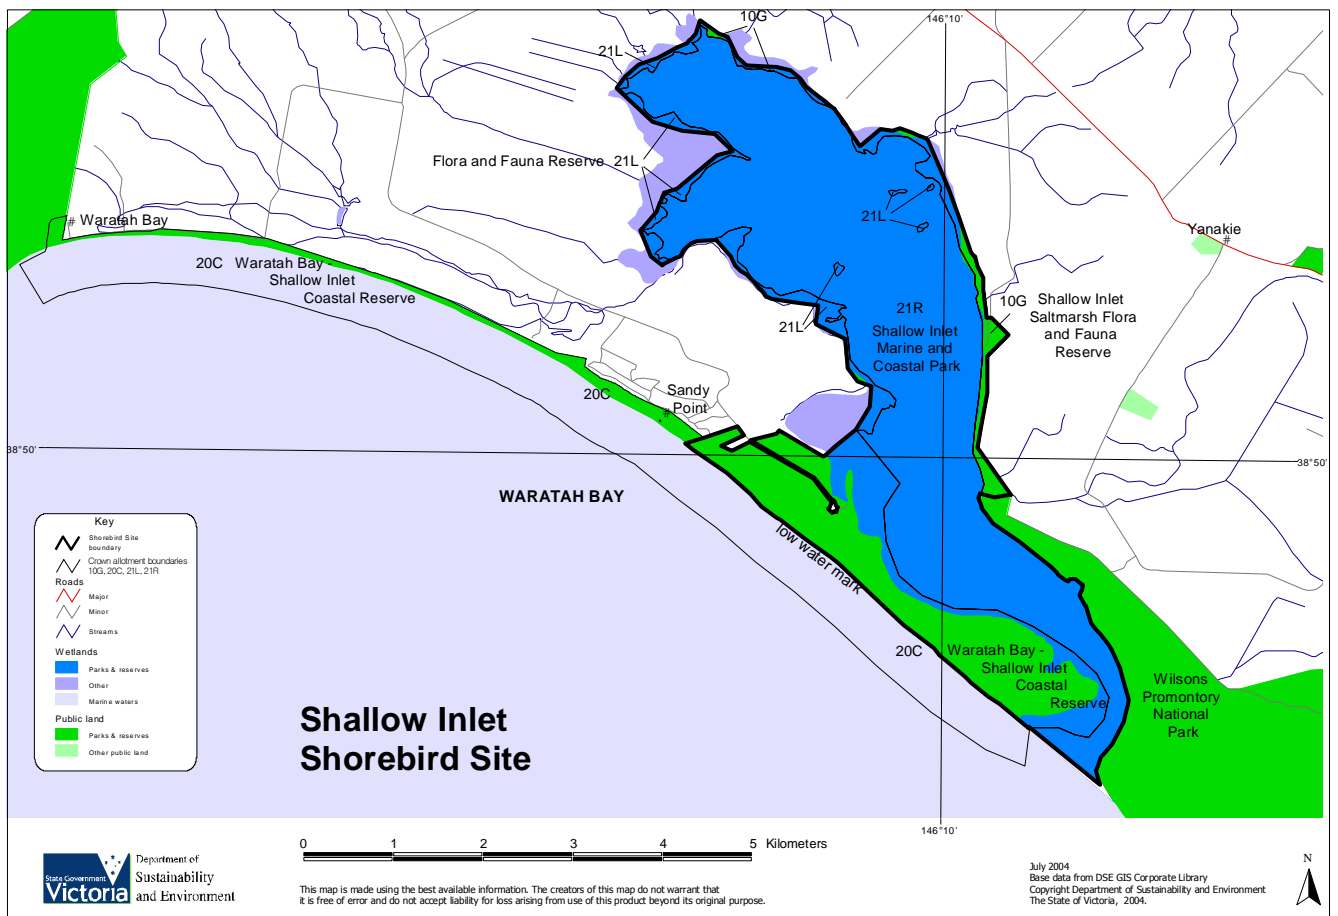 10G
146°10'
21L
Flora and Fauna Reserve 21L
21L
# Waratah Bay
Yanakie
#
20C Waratah Bay -
Shallow Inlet
Coastal Reserve
21L
21R
Shallow Inlet
Marine and
Coastal Park
10G
Shallow Inlet
Saltmarsh Flora
and Fauna
Reserve
20C
Sandy
# Point
38°50'
38°50'
WARATAH BAY
low water mark
Key
Shorebird Site
boundary
Crown allotment boundaries
10G, 20C, 21L, 21R
Roads
Major
Minor
Streams
Wetlands
Parks & reserves
Other
Marine waters
Public land
Parks & reserves
Other public land
20C
Waratah Bay -
Shallow Inlet
Coastal
Reserve
Wilsons
Promontory
National
Park
Shallow Inlet
Shorebird Site
146°10'
0 1 2 3 4 5 Kilometers
State Government
Victoria
Department of
Sustainability
and Environment
This map is made using the best available information. The creators of this map do not warrant that
it is free of error and do not accept liability for loss arising from use of this product beyond its original purpose.
July 2004
Base data from DSE GIS Corporate Library
Copyright Department of Sustainability and Environment
The State of Victoria, 2004.
N